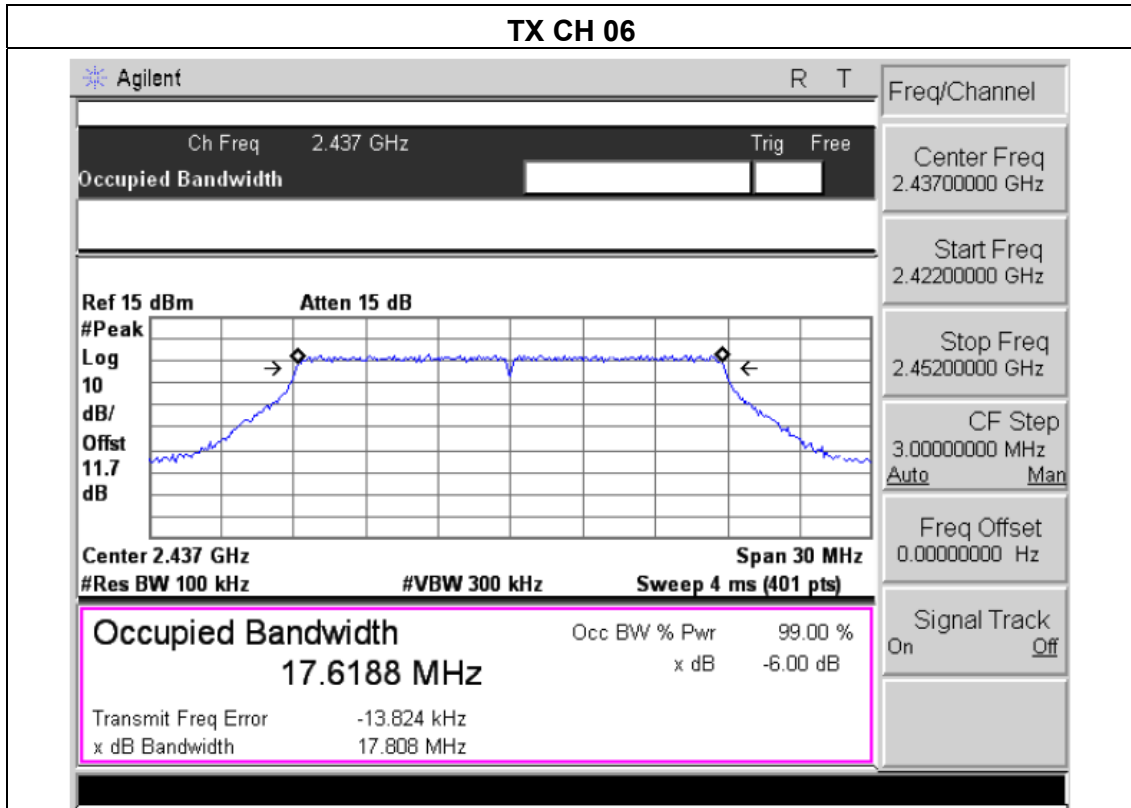 TX CH 06
Agilent R T
Ch Freq 2.437 GHz Trig Free
Occupied Bandwidth
Ref 15 dBm Atten 15 dB
#Peak
Log
10
dB/
Offst
11.7
dB
Center 2.437 GHz Span 30 MHz
#Res BW 100 kHz #VBW 300 kHz Sweep 4 ms (401 pts)
Occupied Bandwidth Occ BW % Pwr 99.00 %
17.6188 MHz x dB -6.00 dB
Transmit Freq Error -13.824 kHz
x dB Bandwidth 17.808 MHz
Freq/Channel
Center Freq
2.43700000 GHz
Start Freq
2.42200000 GHz
Stop Freq
2.45200000 GHz
CF Step
3.00000000 MHz
Auto Man
Freq Offset
0.00000000 Hz
Signal Track
On Off